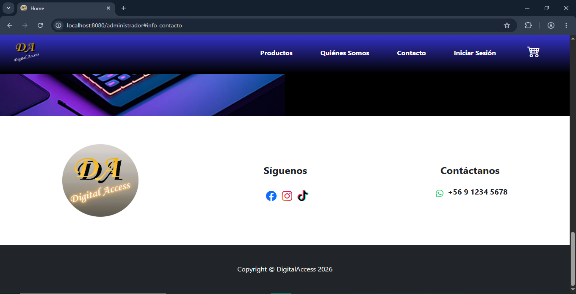 Home
localhost:8080/administrador#info-contacto
DA
Digital Access
Productos
Quiénes Somos
Contacto
Iniciar Sesión
DA
Digital Access
Síguenos
Contáctanos
+56 9 1234 5678
Copyright @ DigitalAccess 2026